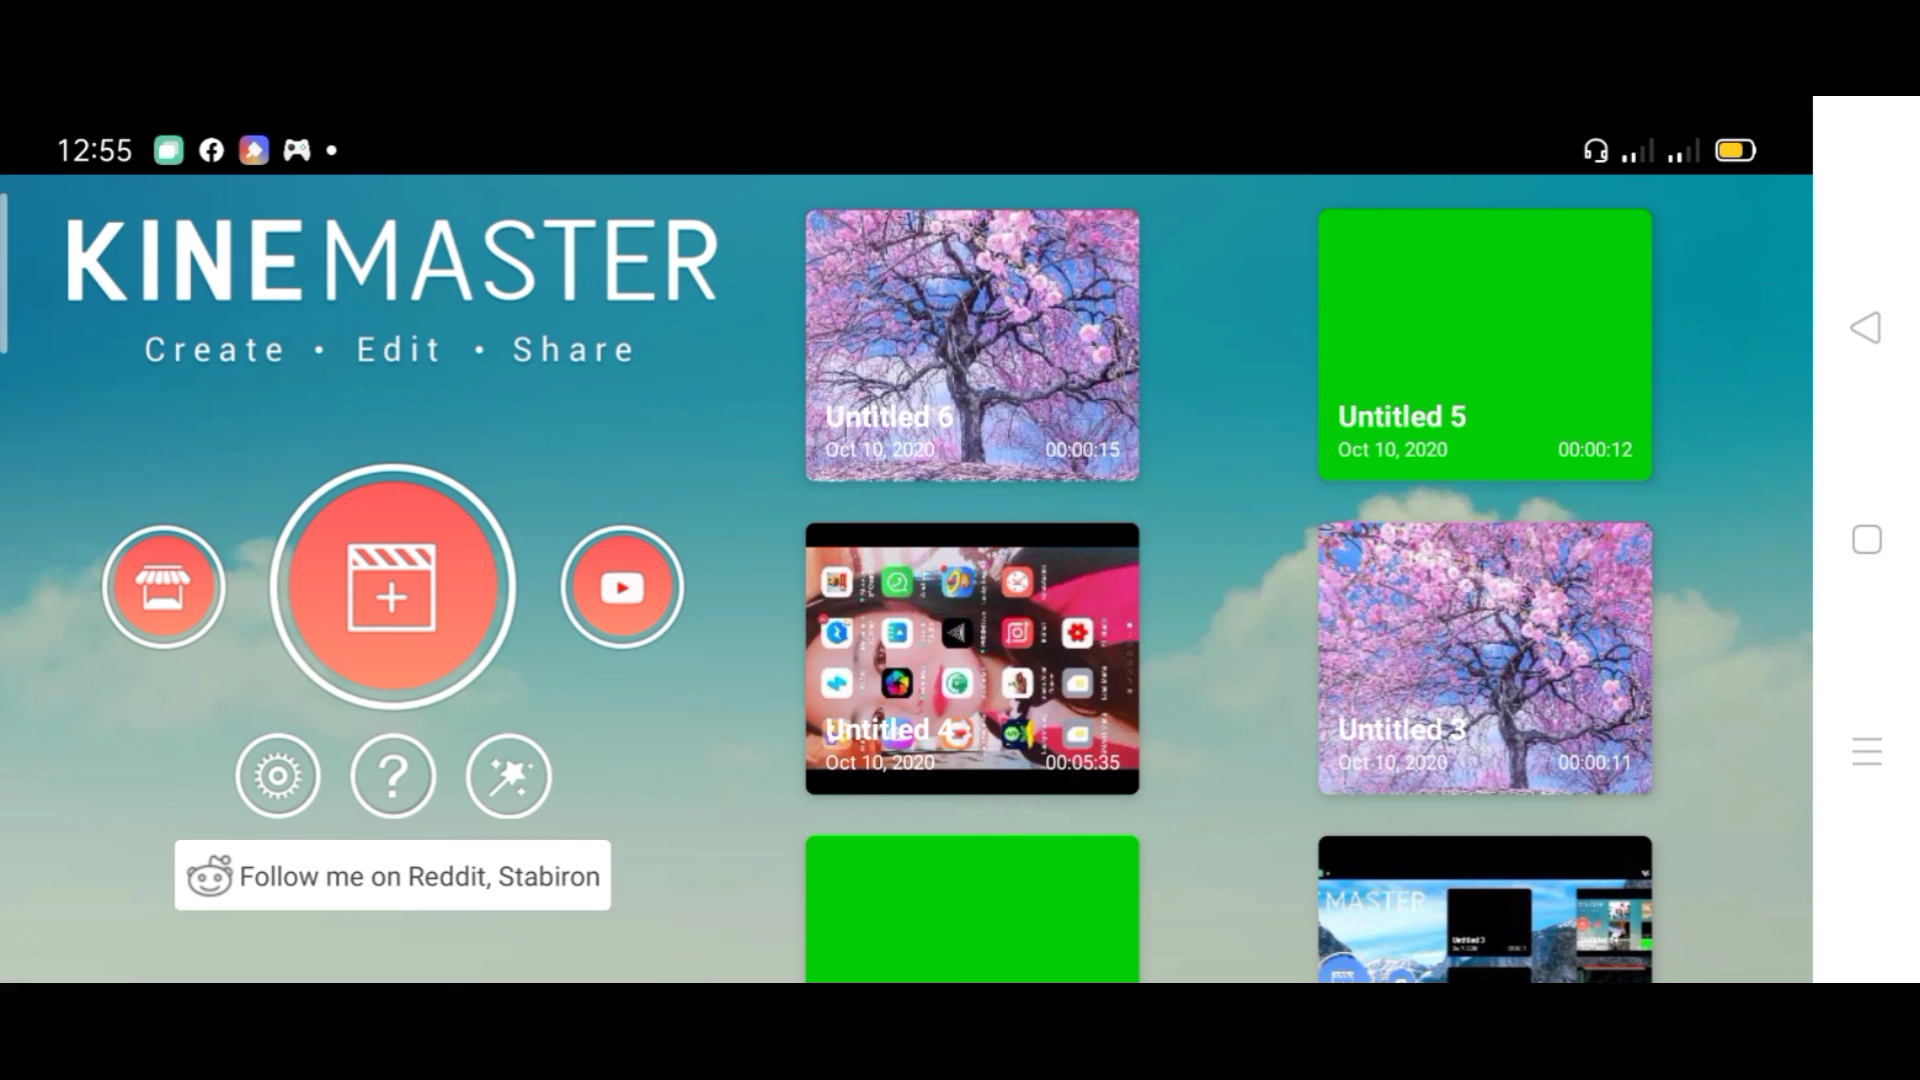 12:55
KINEMASTER
Create • Edit • Share
Untitled 6
Oct 10, 2020 00:00:15
Untitled 5
Oct 10, 2020 00:00:12
Untitled 4
Oct 10, 2020 00:05:35
Untitled 3
Oct 10, 2020 00:00:11
Follow me on Reddit, Stabiron
MASTER
Untitled 3